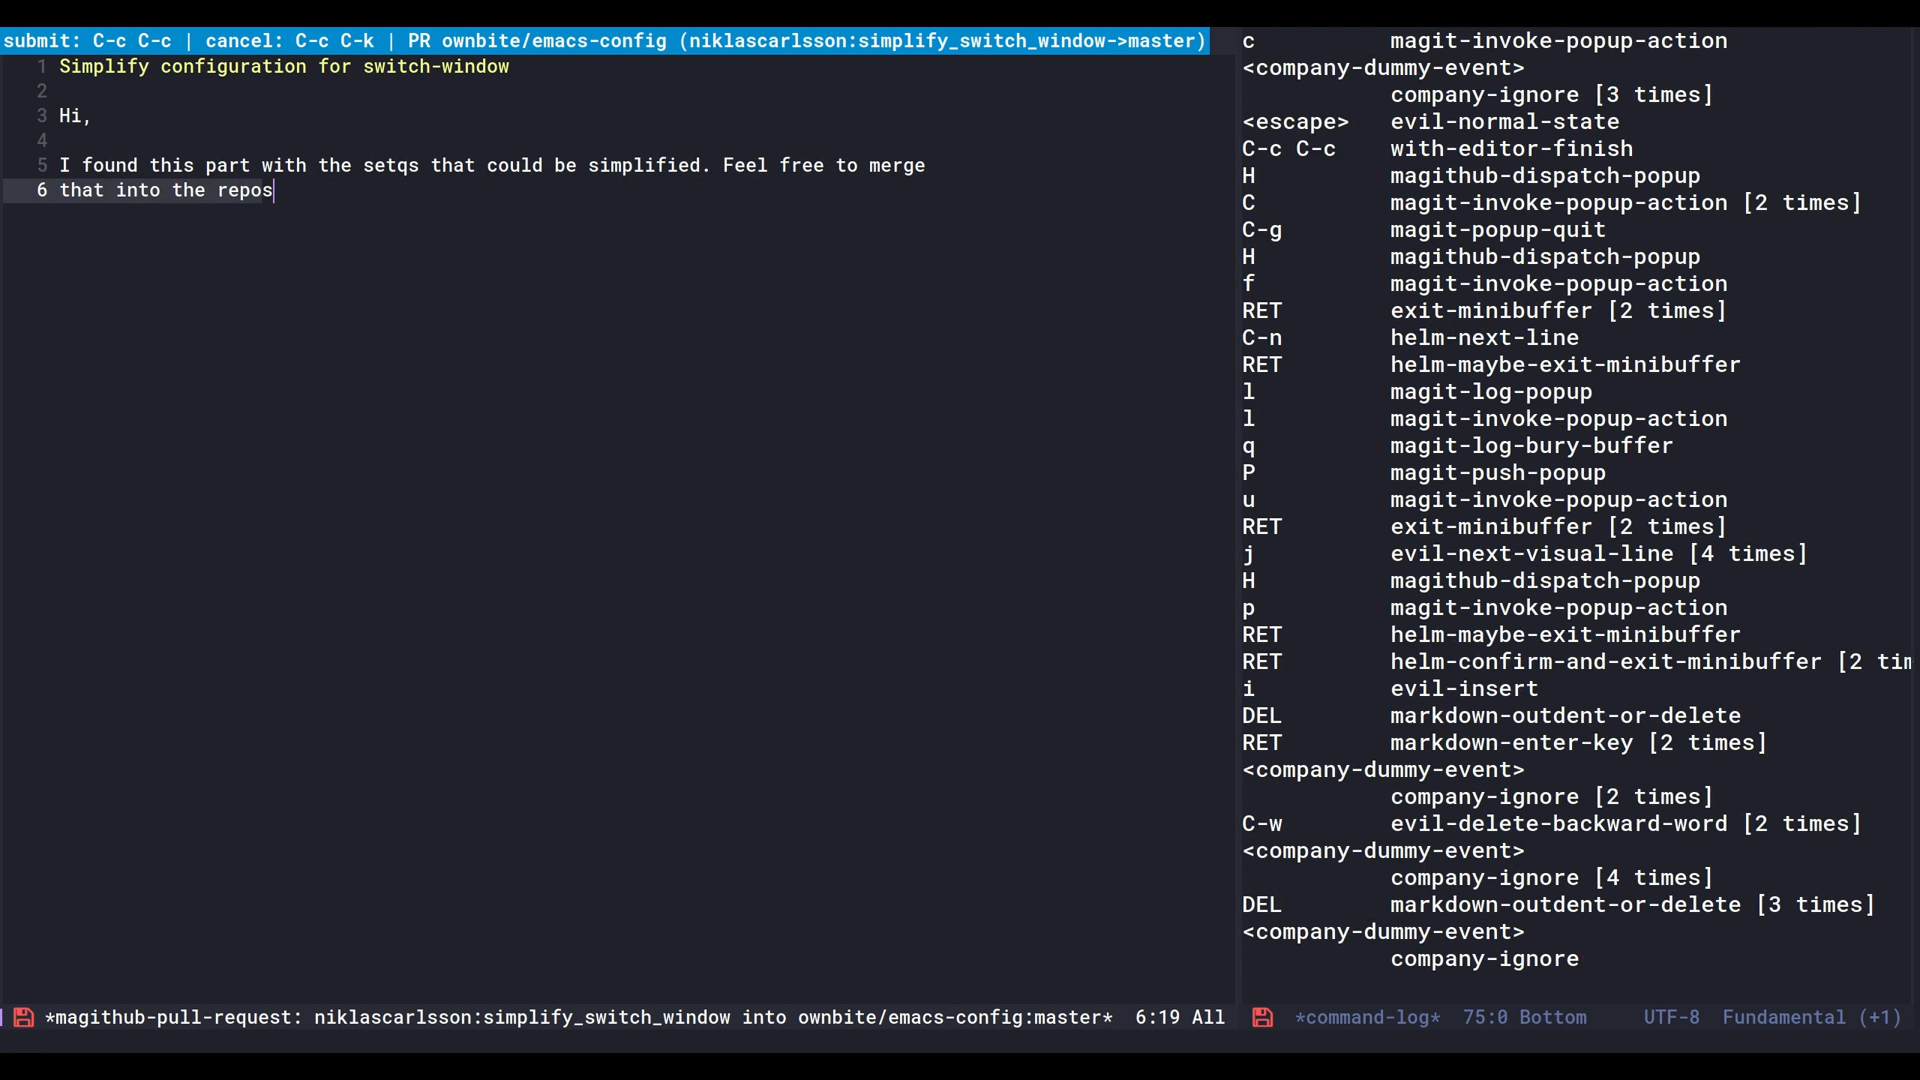 submit: C-c C-c | cancel: C-c C-k | PR ownbite/emacs-config (niklascarlsson:simplify_switch_window->master)
1 Simplify configuration for switch-window
2
3 Hi,
4
5 I found this part with the setqs that could be simplified. Feel free to merge
6 that into the repos
*magithub-pull-request: niklascarlsson:simplify_switch_window into ownbite/emacs-config:master* 6:19 All
c magit-invoke-popup-action
<company-dummy-event>
company-ignore [3 times]
<escape> evil-normal-state
C-c C-c with-editor-finish
H magithub-dispatch-popup
C magit-invoke-popup-action [2 times]
C-g magit-popup-quit
H magithub-dispatch-popup
f magit-invoke-popup-action
RET exit-minibuffer [2 times]
C-n helm-next-line
RET helm-maybe-exit-minibuffer
l magit-log-popup
l magit-invoke-popup-action
q magit-log-bury-buffer
P magit-push-popup
u magit-invoke-popup-action
RET exit-minibuffer [2 times]
j evil-next-visual-line [4 times]
H magithub-dispatch-popup
p magit-invoke-popup-action
RET helm-maybe-exit-minibuffer
RET helm-confirm-and-exit-minibuffer [2 tim
i evil-insert
DEL markdown-outdent-or-delete
RET markdown-enter-key [2 times]
<company-dummy-event>
company-ignore [2 times]
C-w evil-delete-backward-word [2 times]
<company-dummy-event>
company-ignore [4 times]
DEL markdown-outdent-or-delete [3 times]
<company-dummy-event>
company-ignore
*command-log* 75:0 Bottom UTF-8 Fundamental (+1)